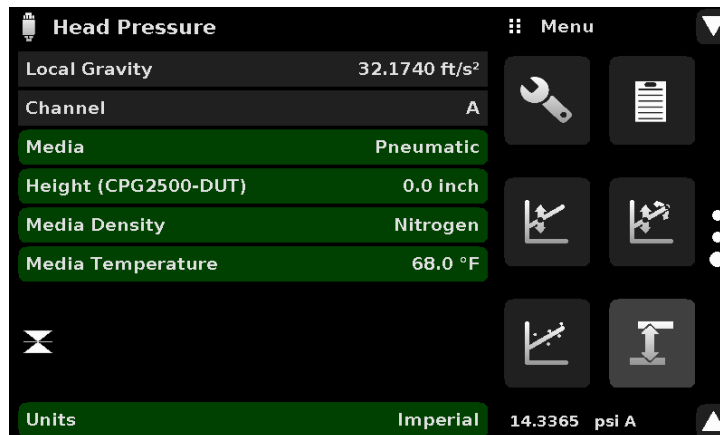 Head Pressure
Menu
Local Gravity 32.1740 ft/s²
Channel A
Media Pneumatic
Height (CPG2500-DUT) 0.0 inch
Media Density Nitrogen
Media Temperature 68.0 °F
Units Imperial
14.3365 psi A